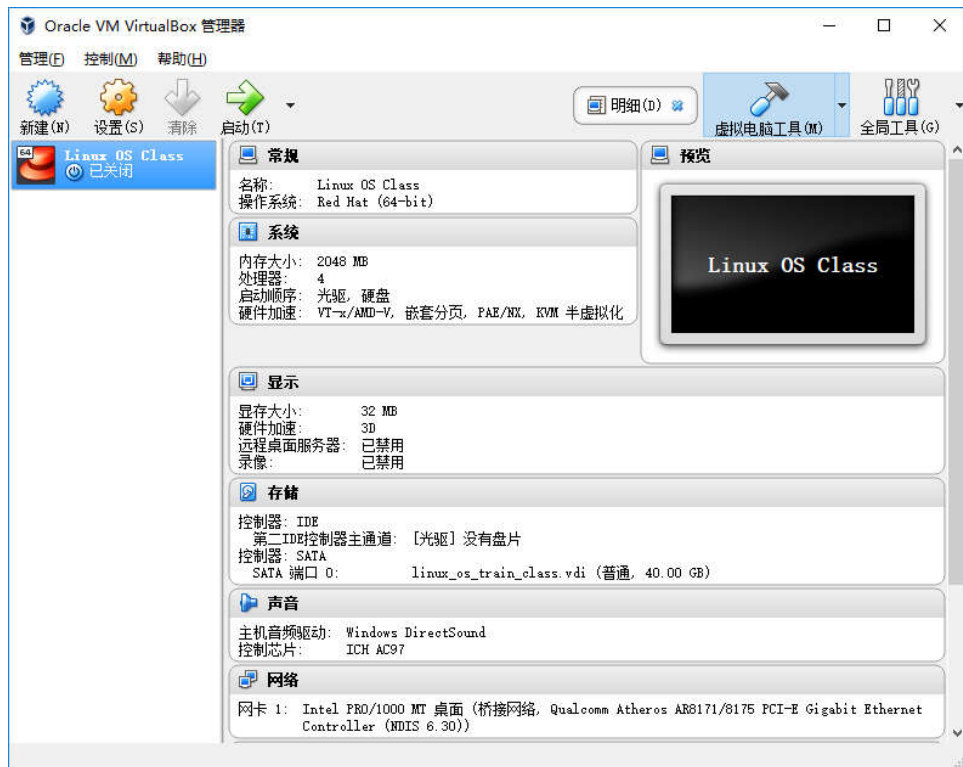 Oracle VM VirtualBox 管理器
管理(F) 控制(M) 帮助(H)
新建(N) 设置(S) 清除 启动(T) 明细(D) 虚拟电脑工具(M) 全局工具(G)
64 Linux OS Class
已关闭
常规
名称: Linux OS Class
操作系统: Red Hat (64-bit)
预览
Linux OS Class
系统
内存大小: 2048 MB
处理器: 4
启动顺序: 光驱, 硬盘
硬件加速: VT-x/AMD-V, 嵌套分页, PAE/NX, KVM 半虚拟化
显示
显存大小: 32 MB
硬件加速: 3D
远程桌面服务器: 已禁用
录像: 已禁用
存储
控制器: IDE
第二IDE控制器主通道: [光驱] 没有盘片
控制器: SATA
SATA 端口 0: linux_os_train_class.vdi (普通, 40.00 GB)
声音
主机音频驱动: Windows DirectSound
控制芯片: ICH AC97
网络
网卡 1: Intel PRO/1000 MT 桌面 (桥接网络, Qualcomm Atheros AR8171/8175 PCI-E Gigabit Ethernet
Controller (NDIS 6.30))